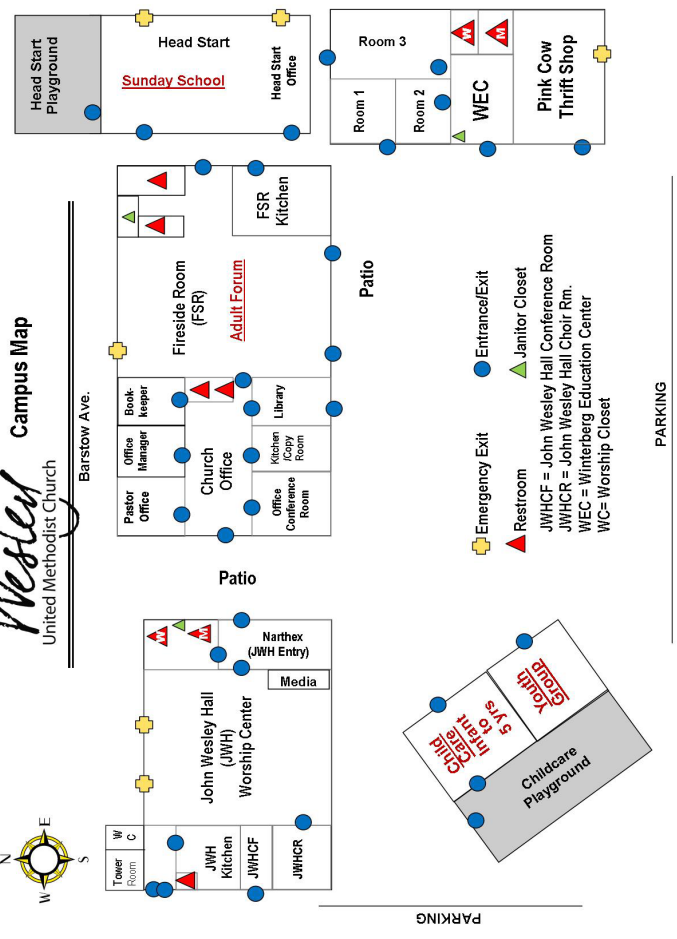 Wesley
United Methodist Church
Campus Map
Barstow Ave.
N
E
S
W
Head Start
Playground
Head Start
Sunday School
Head Start
Office
Room 3
Room 1
Room 2
WEC
W
M
Pink Cow
Thrift Shop
FSR
Kitchen
Fireside Room
(FSR)
Adult Forum
Patio
Book-
keeper
Office
Manager
Pastor
Office
Church
Office
Library
Kitchen
/Copy
Room
Office
Conference
Room
Patio
W
M
Narthex
(JWH Entry)
Media
John Wesley Hall
(JWH)
Worship Center
W
C
Tower
Room
JWH
Kitchen
JWHCF
JWHCR
Emergency Exit
Entrance/Exit
Restroom
Janitor Closet
JWHCF = John Wesley Hall Conference Room
JWHCR = John Wesley Hall Choir Rm.
WEC = Winterberg Education Center
WC= Worship Closet
Child
Care
Infant
to
5 yrs
Youth
Group
Childcare
Playground
PARKING
PARKING